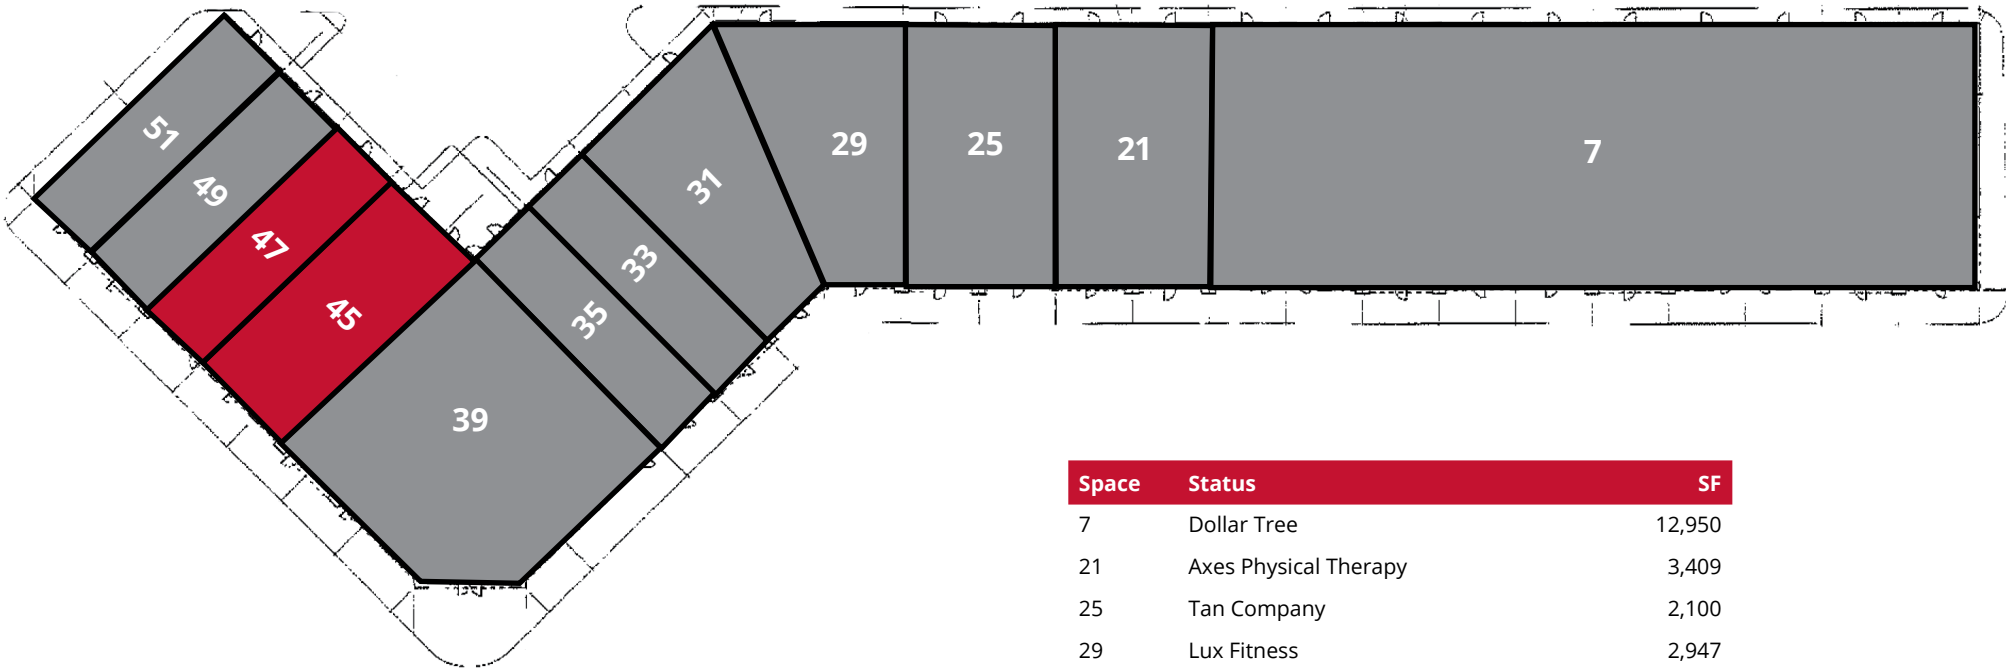 51
49
47
45
39
35
33
31
29
25
21
7
Space Status SF
7 Dollar Tree 12,950
21 Axes Physical Therapy 3,409
25 Tan Company 2,100
29 Lux Fitness 2,947